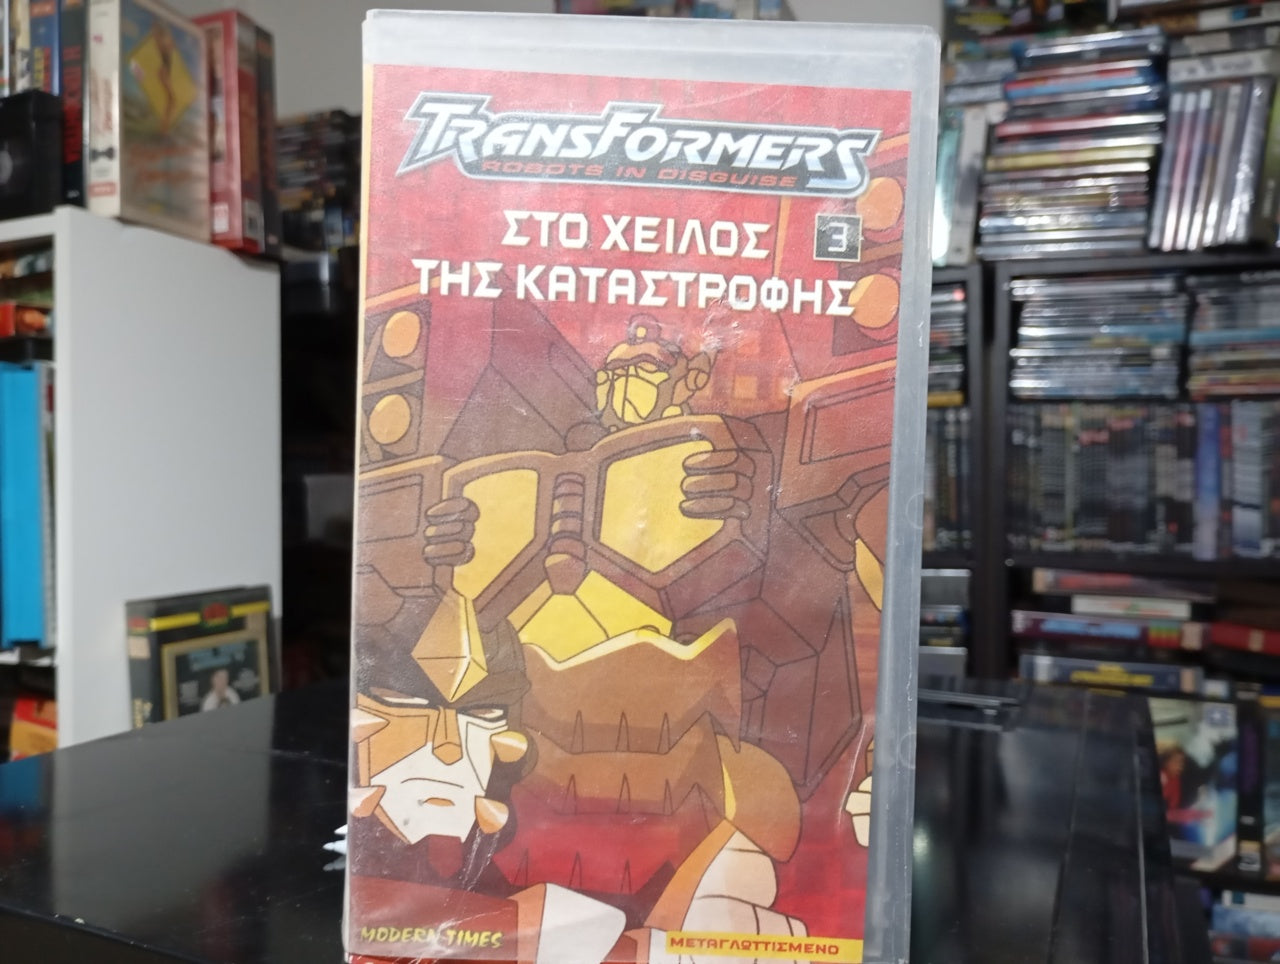 TRANSFORMERS
ROBOTS IN DISGUISE
ΣΤΟ ΧΕΙΛΟΣ
3
ΤΗΣ ΚΑΤΑΣΤΡΟΦΗΣ
MODERN TIMES
ΜΕΤΑΓΛΩΤΤΙΣΜΕΝΟ